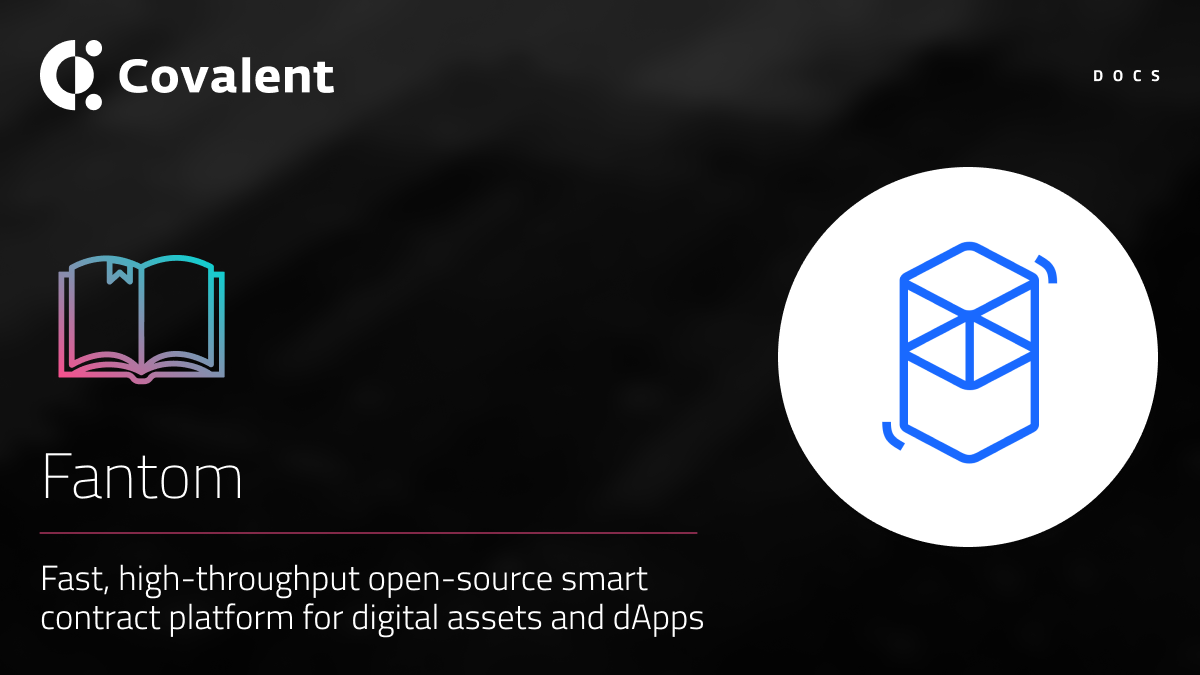 Covalent
DOCS
Fantom
Fast, high-throughput open-source smart
contract platform for digital assets and dApps